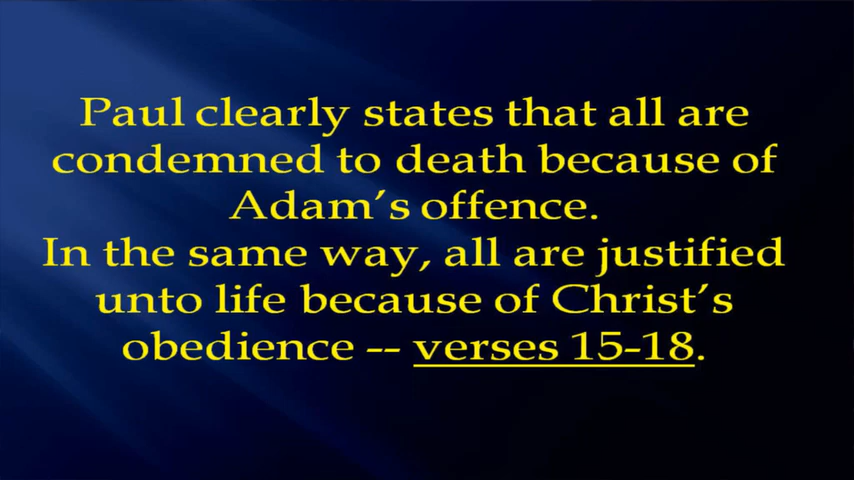 Paul clearly states that all are
condemned to death because of
Adam's offence.
In the same way, all are justified
unto life because of Christ's
obedience -- verses 15-18.